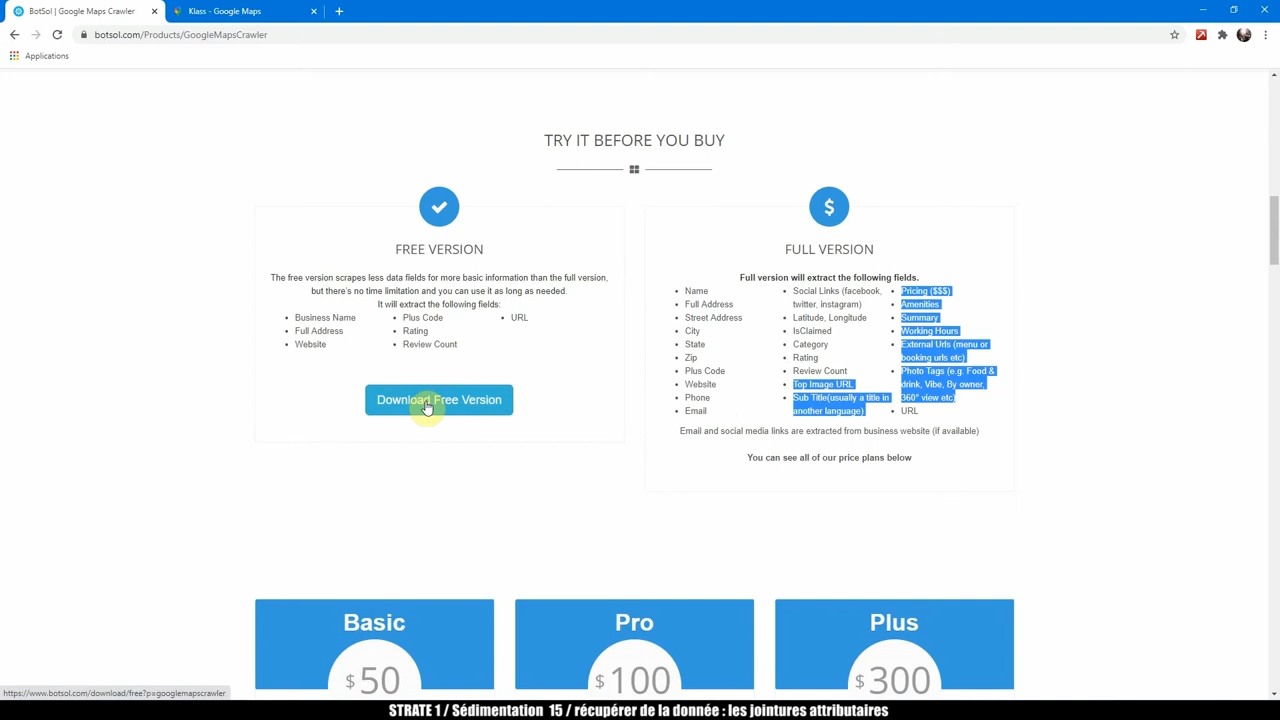 BotSol | Google Maps Crawler
Klass - Google Maps
botsol.com/Products/GoogleMapsCrawler
Applications
TRY IT BEFORE YOU BUY
FREE VERSION
The free version scrapes less data fields for more basic information than the full version,
but there's no time limitation and you can use it as long as needed.
It will extract the following fields:
Business Name
Full Address
Website
Plus Code
Rating
Review Count
URL
Download Free Version
$
FULL VERSION
Full version will extract the following fields.
Name
Full Address
Street Address
City
State
Zip
Plus Code
Website
Phone
Email
Social Links (facebook,
twitter, instagram)
Latitude, Longitude
IsClaimed
Category
Rating
Review Count
Top Image URL
Sub Title(usually a title in
another language)
Pricing ($$$)
Amenities
Summary
Working Hours
External Urls (menu or
booking urls etc)
Photo Tags (e.g. Food &
drink, Vibe, By owner,
360° view etc)
URL
Email and social media links are extracted from business website (if available)
You can see all of our price plans below
Basic
$50
Pro
$100
Plus
$300
https://www.botsol.com/download/free?p=googlemapscrawler
STRATE 1 / Sédimentation 15 / récupérer de la donnée : les jointures attributaires